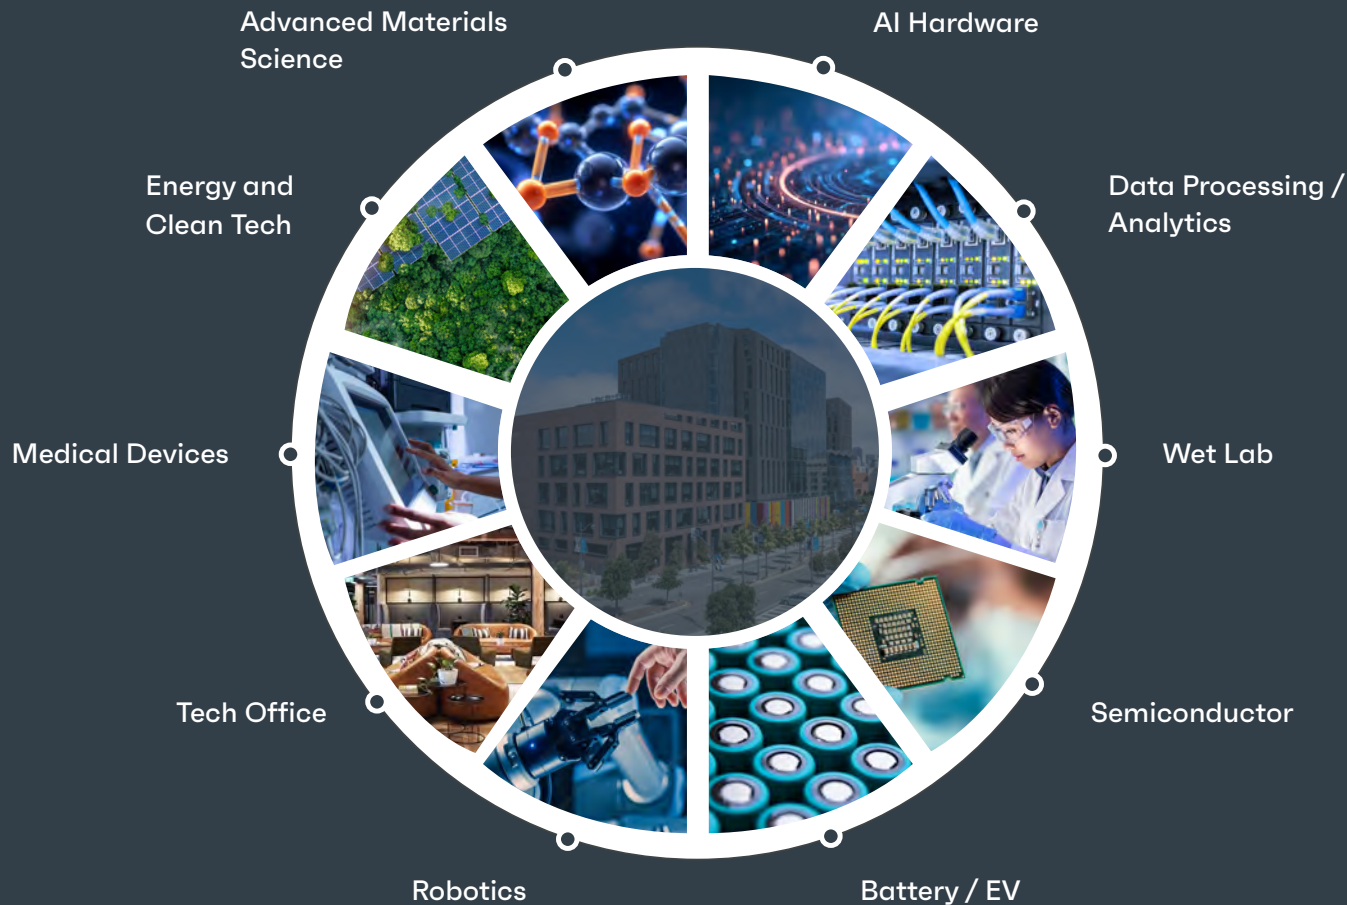 Advanced Materials
Science
AI Hardware
Energy and
Clean Tech
Data Processing /
Analytics
Medical Devices
Wet Lab
Tech Office
Semiconductor
Robotics
Battery / EV